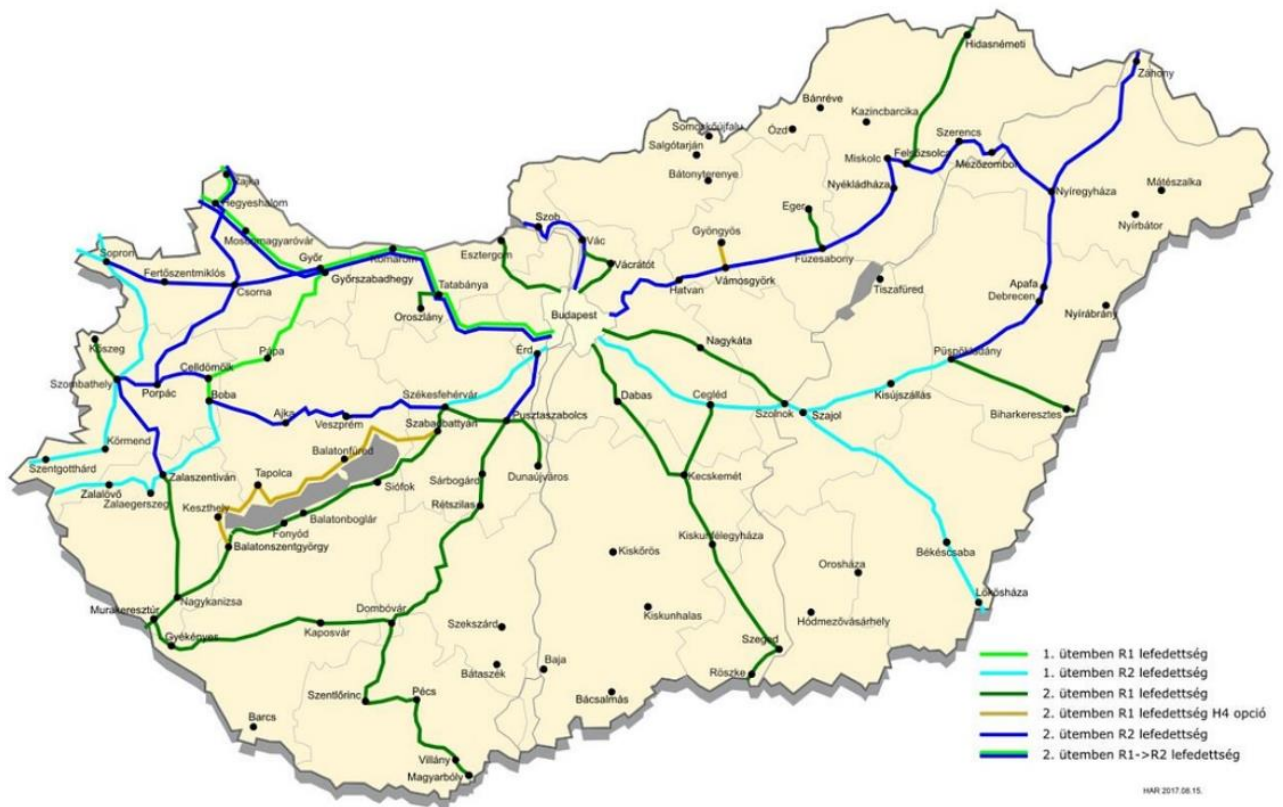 Hidasnémeti
Záhony
Bánréve
Kazincbarcika
Ózd
Somoskőújfalu
Salgótarján
Bátonyterenye
Szerencs
Miskolc
Felsőzsolca
Mezőzombor
Nyékládháza
Nyíregyháza
Mátészalka
Nyírbátor
Rajka
Hegyeshalom
Mosonmagyaróvár
Sopron
Fertőszentmiklós
Csorna
Győr
Győrszabadhegy
Komárom
Tatabánya
Oroszlány
Esztergom
Szob
Vác
Vácrátót
Eger
Gyöngyös
Füzesabony
Hatvan
Vámosgyörk
Tiszafüred
Apafa
Debrecen
Nyírábrány
Budapest
Érd
Nagykáta
Püspökladány
Kőszeg
Pápa
Celldömölk
Szombathely
Porpác
Boba
Ajka
Veszprém
Székesfehérvár
Szabadbattyán
Pusztaszabolcs
Dabas
Cegléd
Szolnok
Szajol
Kisújszállás
Biharkeresztes
Körmend
Szentgotthárd
Zalalövő
Zalaegerszeg
Zalaszentiván
Balatonfüred
Tapolca
Keszthely
Siófok
Balatonboglár
Fonyód
Balatonszentgyörgy
Sárbogárd
Rétszilas
Dunaújváros
Kecskemét
Kiskunfélegyháza
Kiskőrös
Békéscsaba
Orosháza
Lőkösháza
Nagykanizsa
Murakeresztúr
Gyékényes
Kaposvár
Dombóvár
Szekszárd
Kiskunhalas
Hódmezővásárhely
Szeged
Röszke
Bátaszék
Baja
Bácsalmás
Szentlőrinc
Pécs
Barcs
Villány
Magyarbóly
1. ütemben R1 lefedettség
1. ütemben R2 lefedettség
2. ütemben R1 lefedettség
2. ütemben R1 lefedettség H4 opció
2. ütemben R2 lefedettség
2. ütemben R1->R2 lefedettség
HAR 2017.08.15.